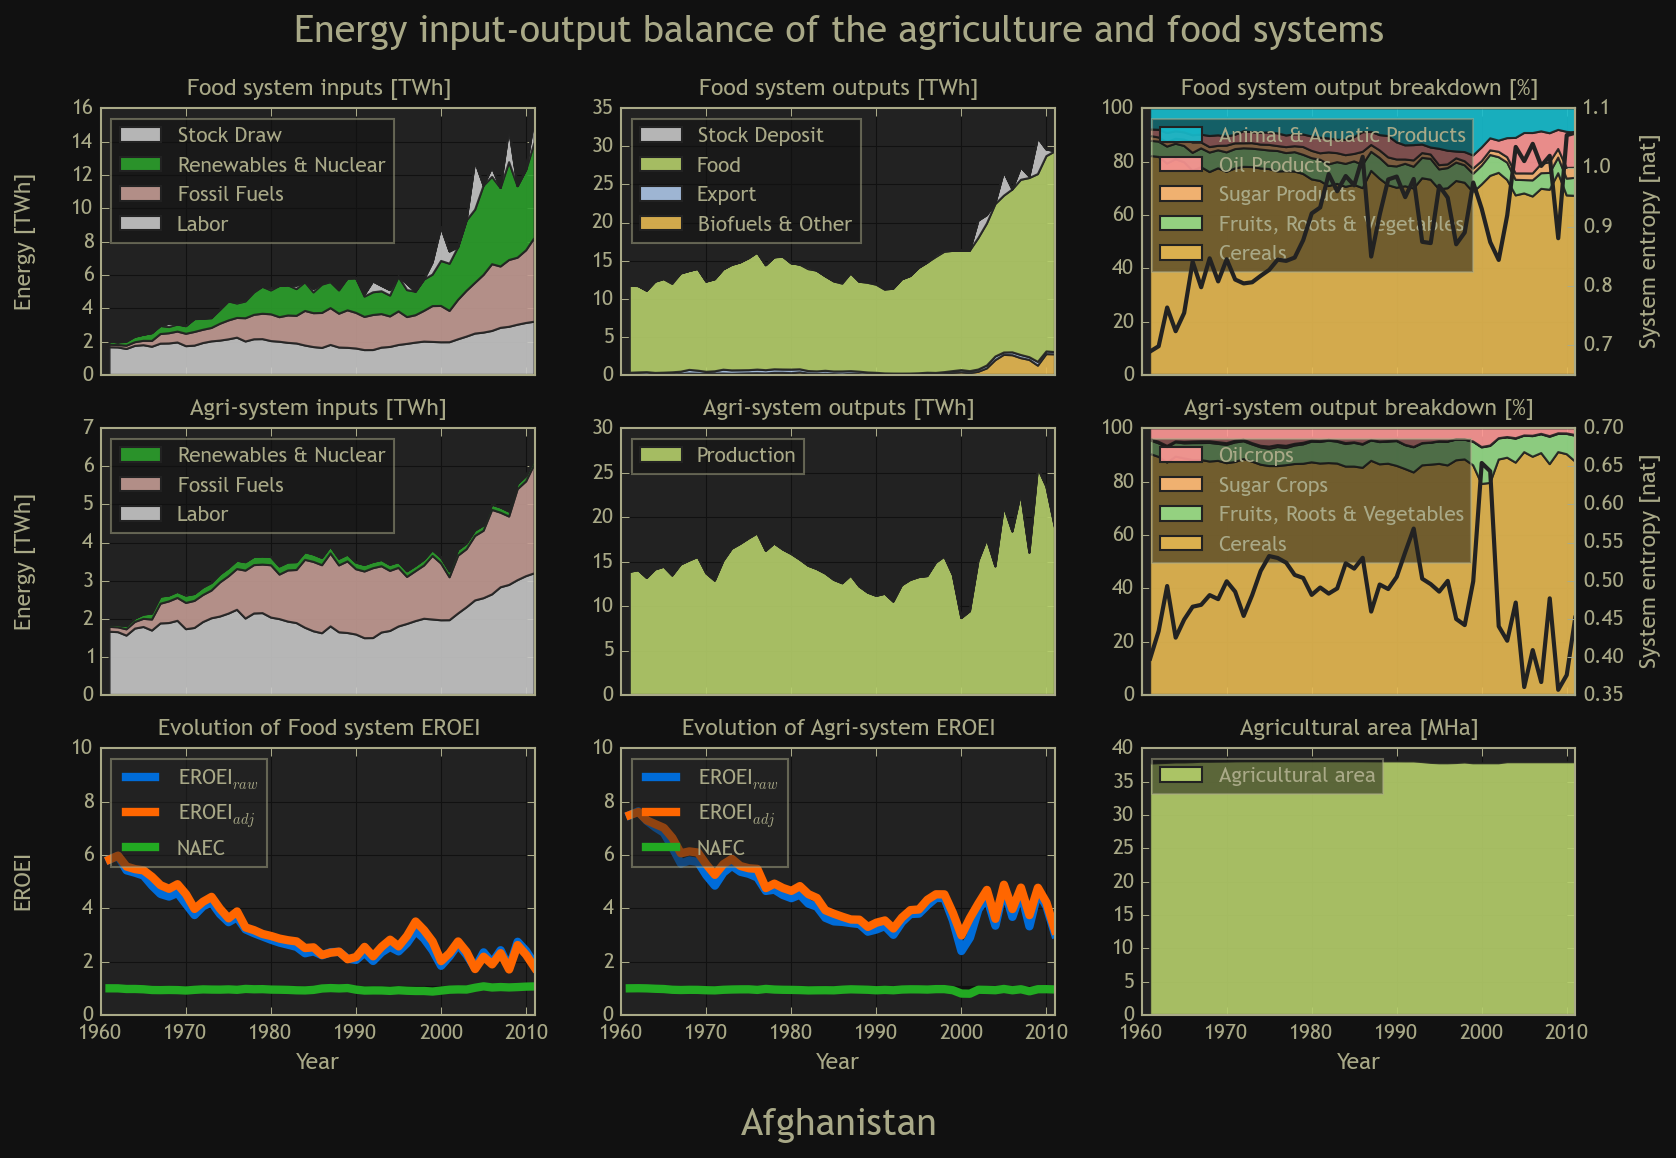 Energy input-output balance of the agriculture and food systems
Food system inputs [TWh]
Energy [TWh]
16
14
12
10
8
6
4
2
0
Stock Draw
Renewables & Nuclear
Fossil Fuels
Labor
Food system outputs [TWh]
35
30
25
20
15
10
5
0
Stock Deposit
Food
Export
Biofuels & Other
Food system output breakdown [%]
100
80
60
40
20
0
Animal & Aquatic Products
Oil Products
Sugar Products
Fruits, Roots & Vegetables
Cereals
1.1
1.0
0.9
0.8
0.7
System entropy [nat]
Agri-system inputs [TWh]
Energy [TWh]
7
6
5
4
3
2
1
0
Renewables & Nuclear
Fossil Fuels
Labor
Agri-system outputs [TWh]
30
25
20
15
10
5
0
Production
Agri-system output breakdown [%]
100
80
60
40
20
0
Oilcrops
Sugar Crops
Fruits, Roots & Vegetables
Cereals
0.70
0.65
0.60
0.55
0.50
0.45
0.40
0.35
System entropy [nat]
Evolution of Food system EROEI
EROEI
10
8
6
4
2
0
EROEI raw
EROEI adj
NAEC
1960 1970 1980 1990 2000 2010
Year
Evolution of Agri-system EROEI
10
8
6
4
2
0
EROEI raw
EROEI adj
NAEC
1960 1970 1980 1990 2000 2010
Year
Agricultural area [MHa]
40
35
30
25
20
15
10
5
0
Agricultural area
1960 1970 1980 1990 2000 2010
Year
Afghanistan